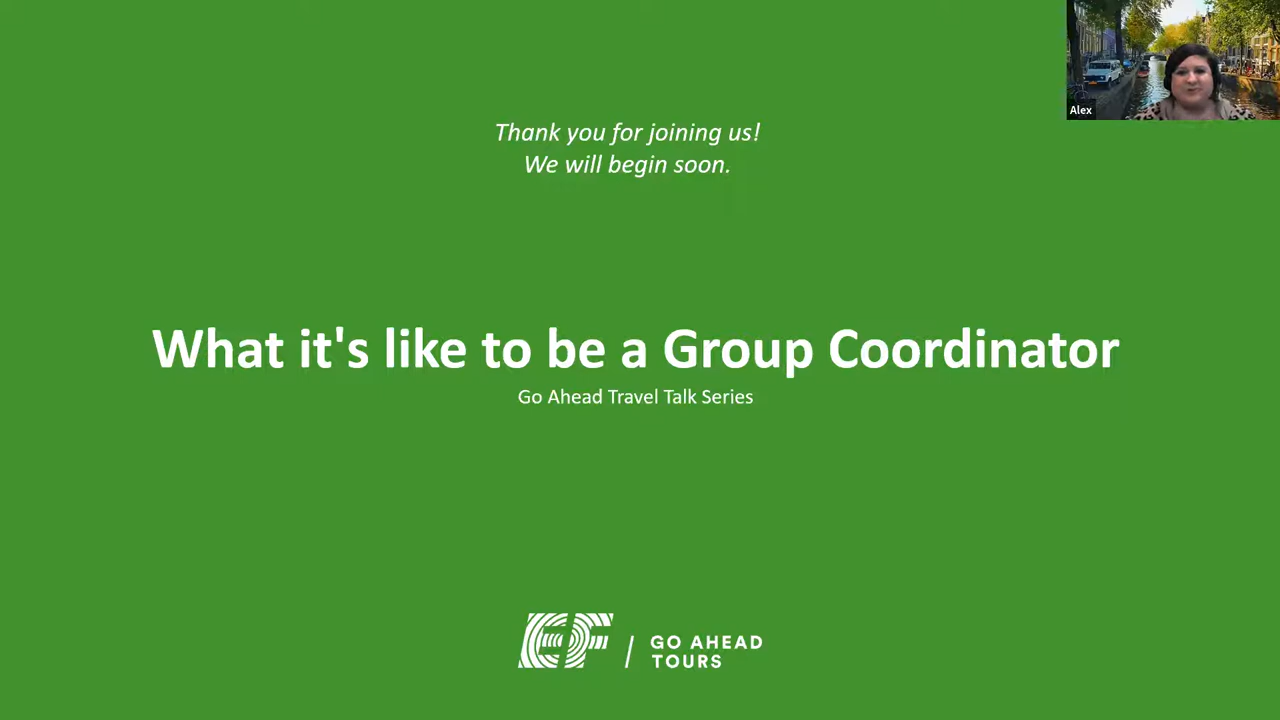 Alex
Thank you for joining us!
We will begin soon.
What it's like to be a Group Coordinator
Go Ahead Travel Talk Series
EF / GO AHEAD
TOURS